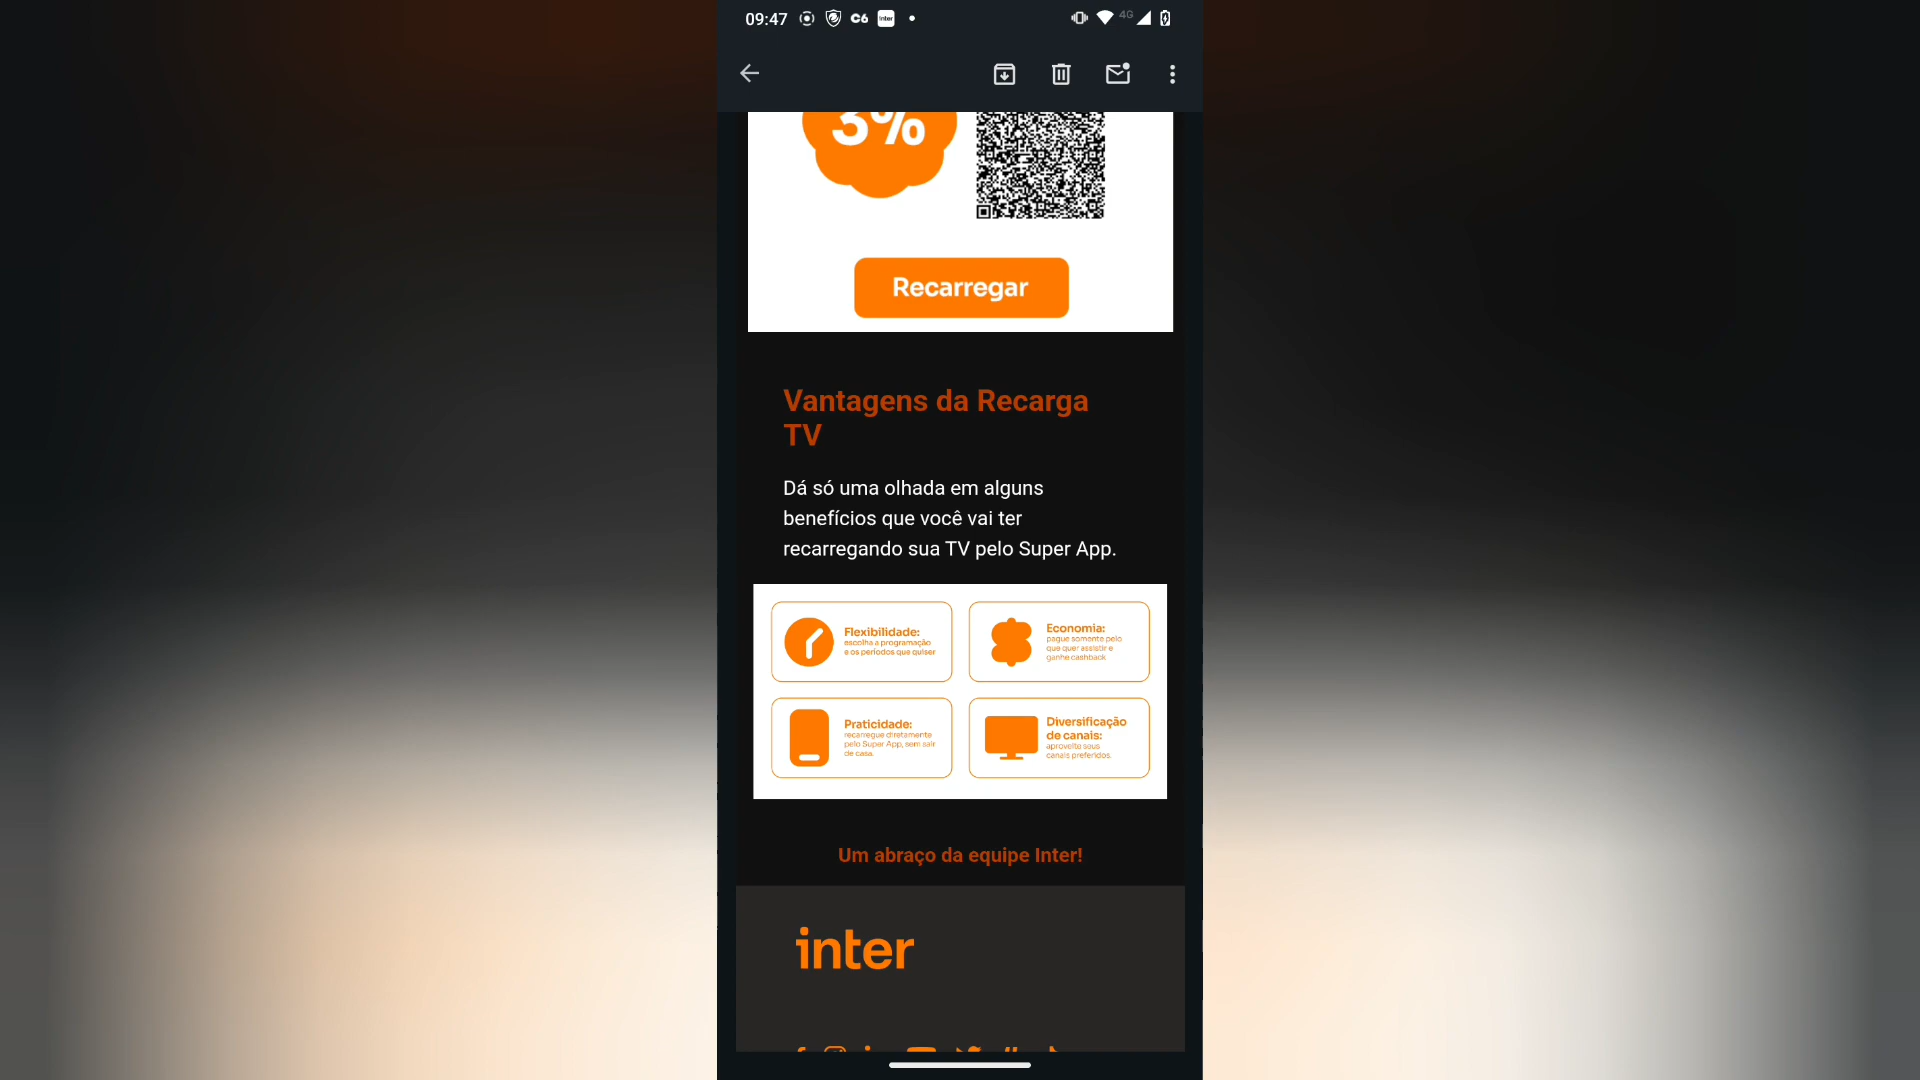 09:47
C6
inter
4G
3%
Recarregar
Vantagens da Recarga
TV
Dá só uma olhada em alguns
benefícios que você vai ter
recarregando sua TV pelo Super App.
Flexibilidade:
escolha a programação
e os períodos que quiser
Economia:
pague somente pelo
que quer assistir e
ganhe cashback
Praticidade:
recarregue diretamente
pelo Super App, sem sair
de casa.
Diversificação
de canais:
aproveite seus
canais preferidos.
Um abraço da equipe Inter!
inter